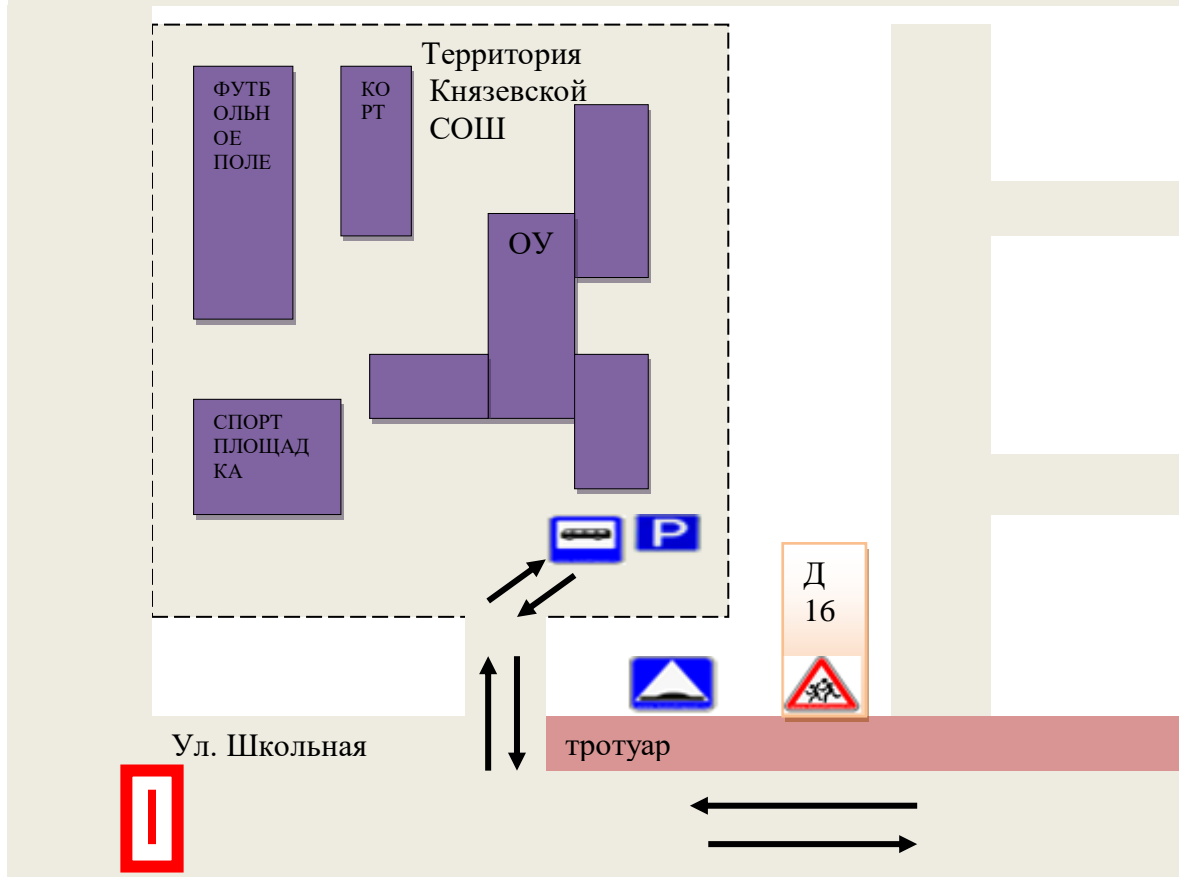 Территория
Князевской
СОШ
ФУТБ
ОЛЬН
ОЕ
ПОЛЕ
КО
РТ
ОУ
СПОРТ
ПЛОЩАД
КА
P
Д
16
Ул. Школьная
тротуар